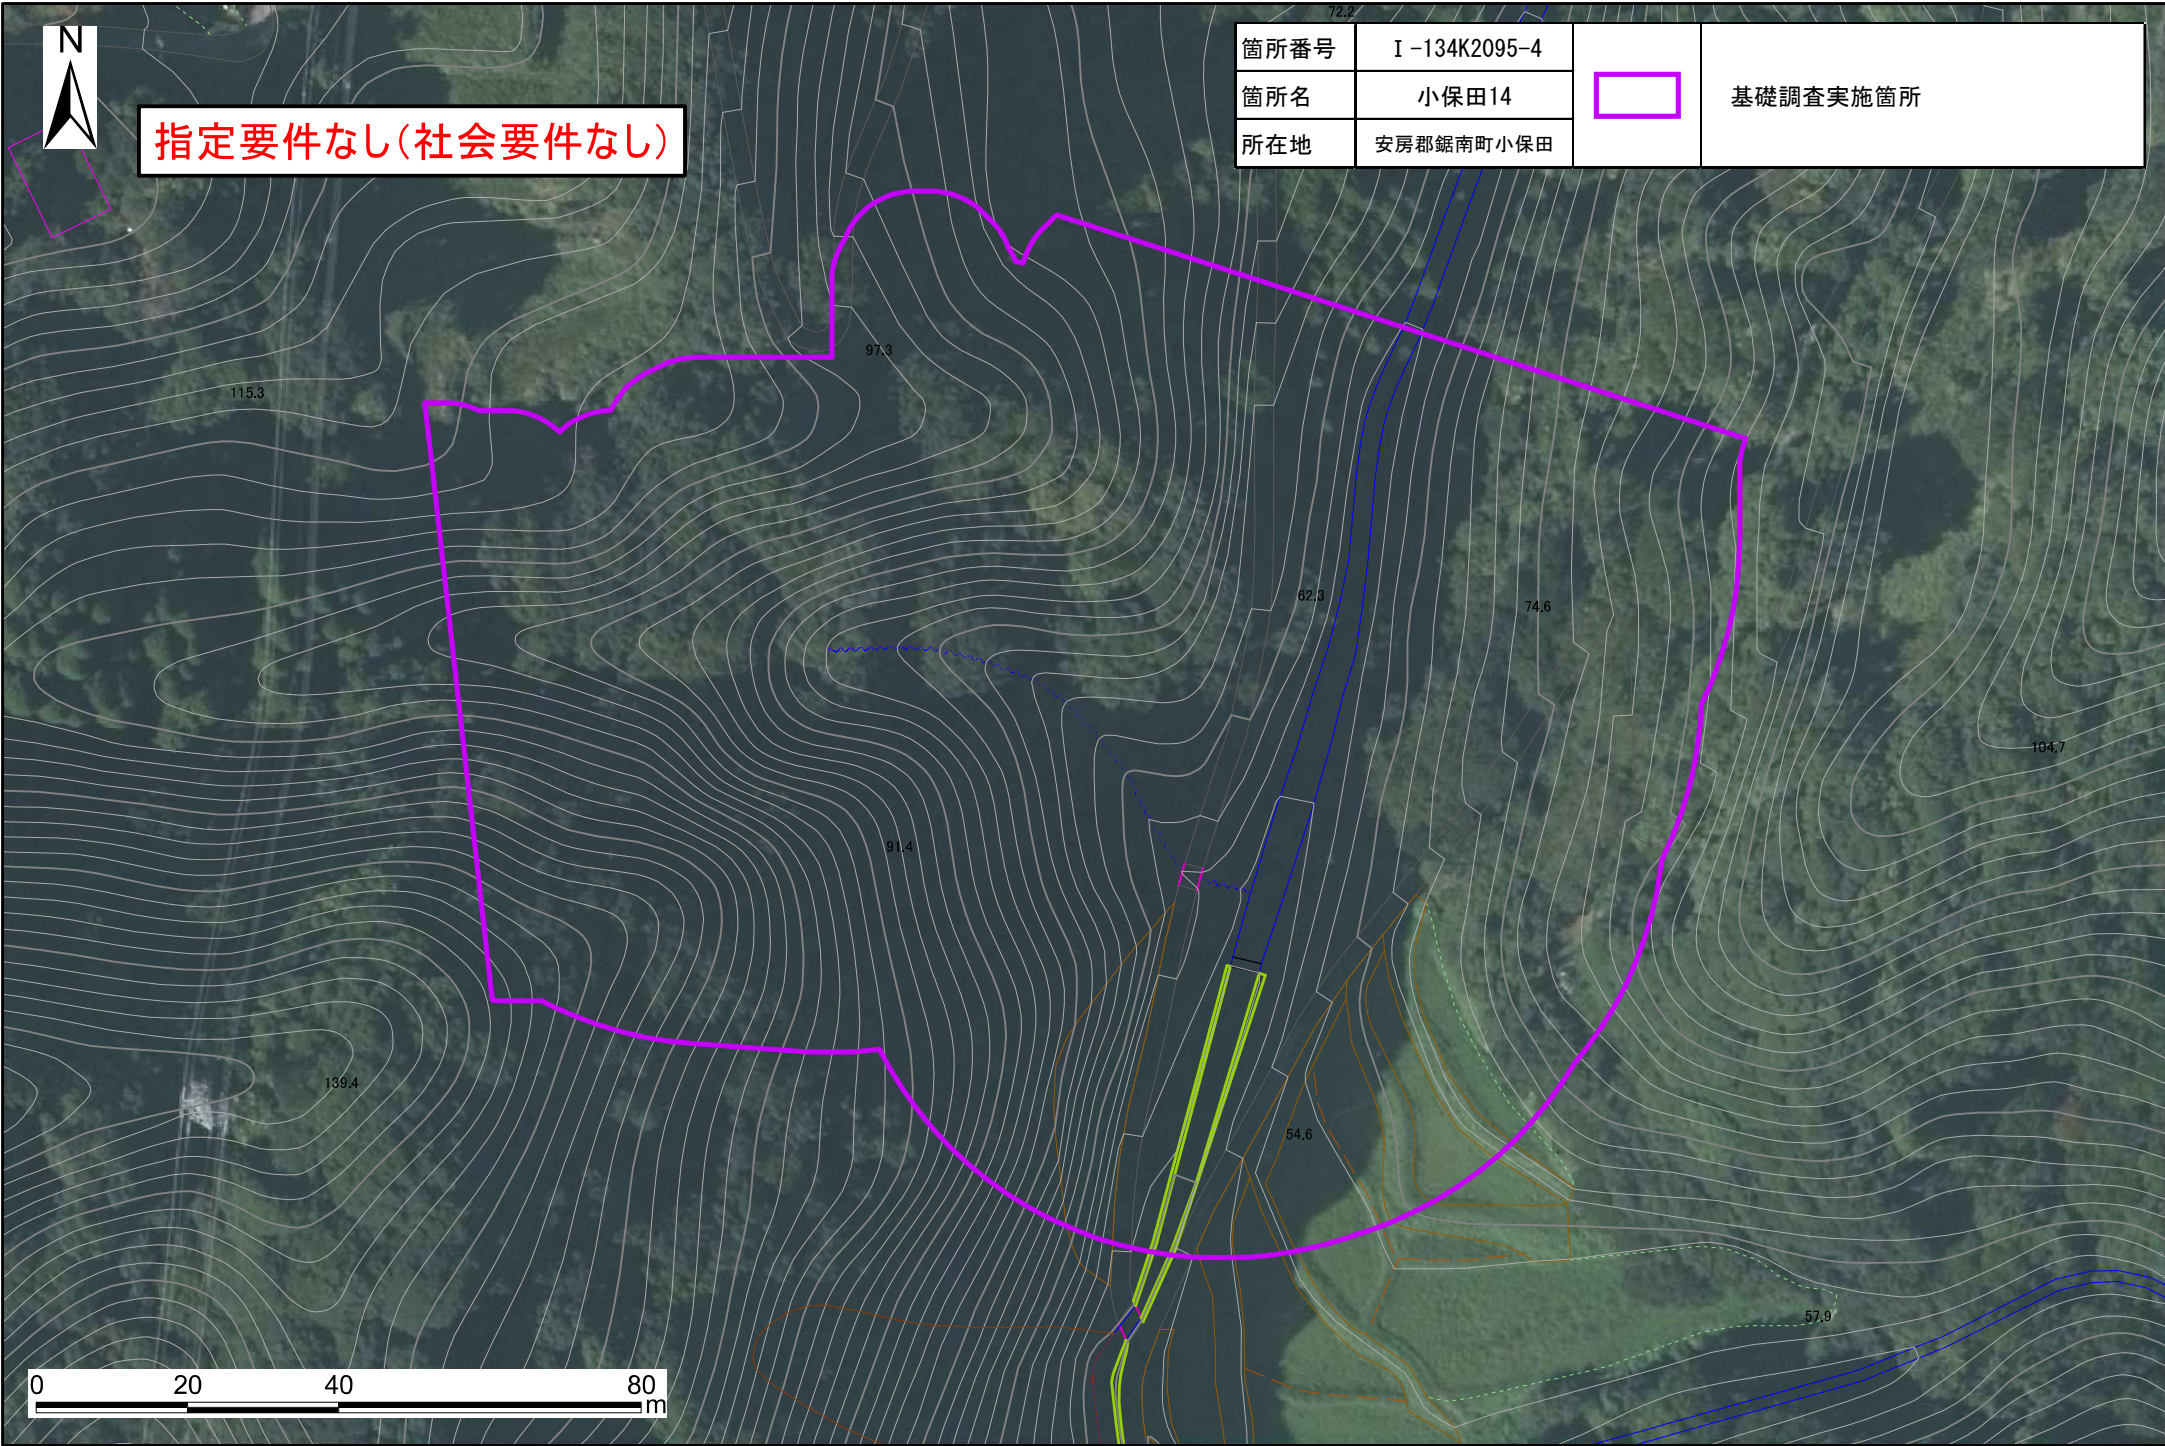 72.2
N
指定要件なし(社会要件なし)
箇所番号 Ⅰ-134K2095-4
箇所名 小保田14
所在地 安房郡鋸南町小保田
基礎調査実施箇所
97.3
115.3
62.3
74.6
104.7
91.4
139.4
54.6
57.9
0 20 40 80
m